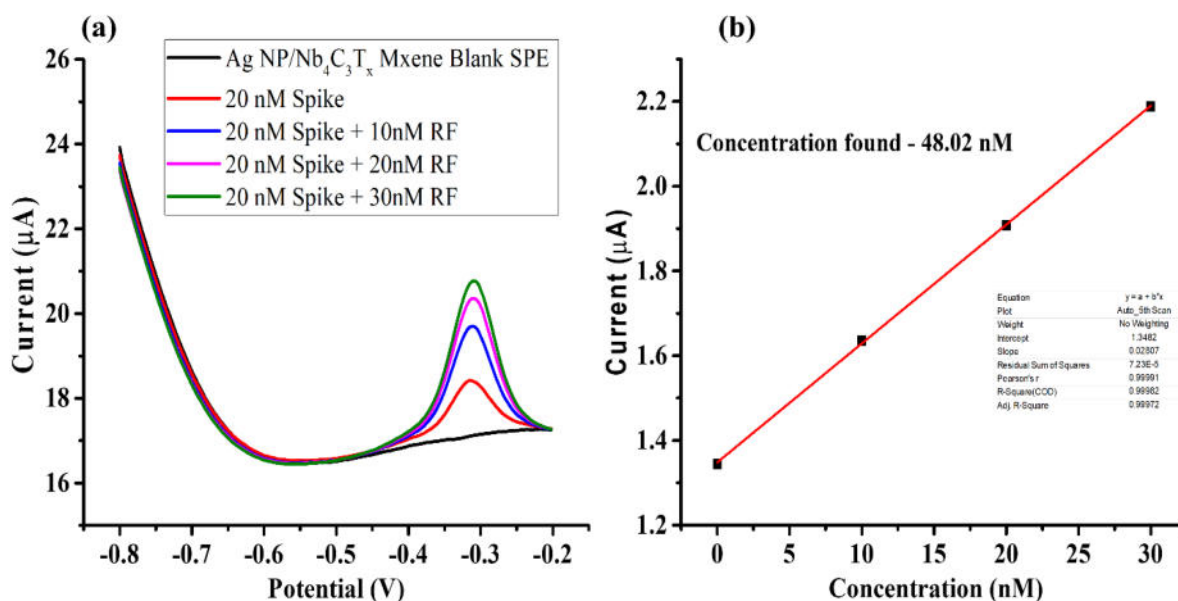 (a)
Ag NP/Nb₄C₃Tₓ Mxene Blank SPE
20 nM Spike
20 nM Spike + 10nM RF
20 nM Spike + 20nM RF
20 nM Spike + 30nM RF
26
24
22
20
18
16
Current (μA)
-0.8 -0.7 -0.6 -0.5 -0.4 -0.3 -0.2
Potential (V)
(b)
Concentration found - 48.02 nM
2.2
2.0
1.8
1.6
1.4
1.2
Current (μA)
Equation y = a + b*x
Plot Auto_5th Scan
Weight No Weighting
Intercept 1.3482
Slope 0.02807
Residual Sum of Squares 7.23E-5
Pearson's r 0.99991
R-Square(COD) 0.99982
Adj. R-Square 0.99972
0 5 10 15 20 25 30
Concentration (nM)